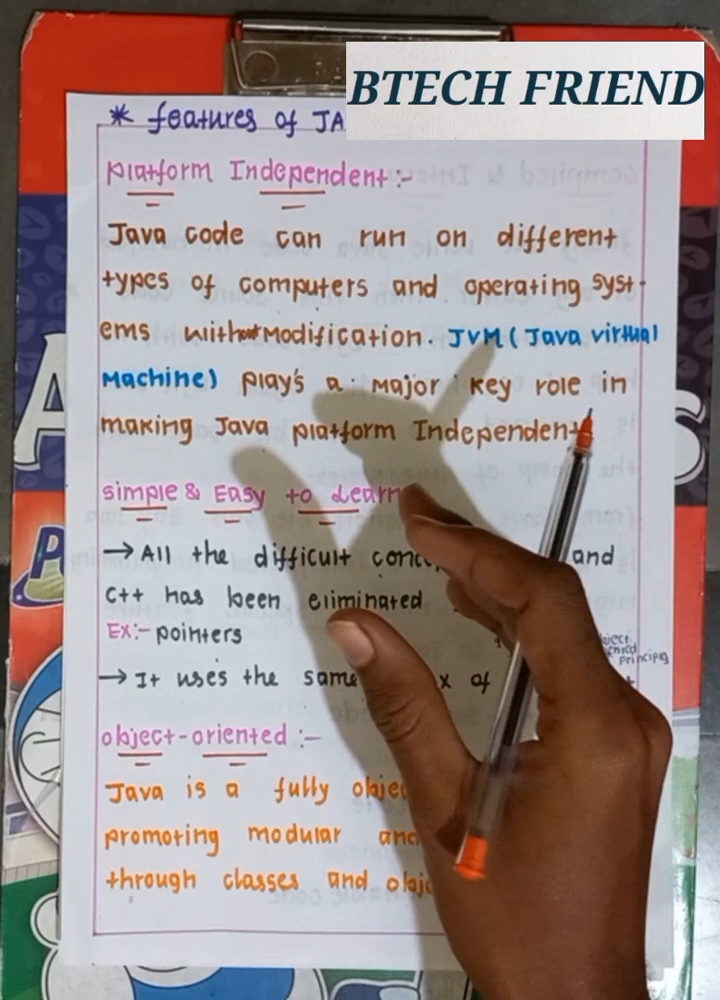 BTECH FRIEND
* features of JA
platform Independent :-
Java code can run on different
types of computers and operating syst-
ems without Modification. JVM ( Java virtual
Machine) play's a Major key role in
making Java platform Independent
simple & Easy to Learn
→ All the difficult conc and
C++ has been eliminated
Ex:- pointers
→ It uses the same x of
object-oriented :-
Java is a fully objec
promoting modular and
through classes and obje